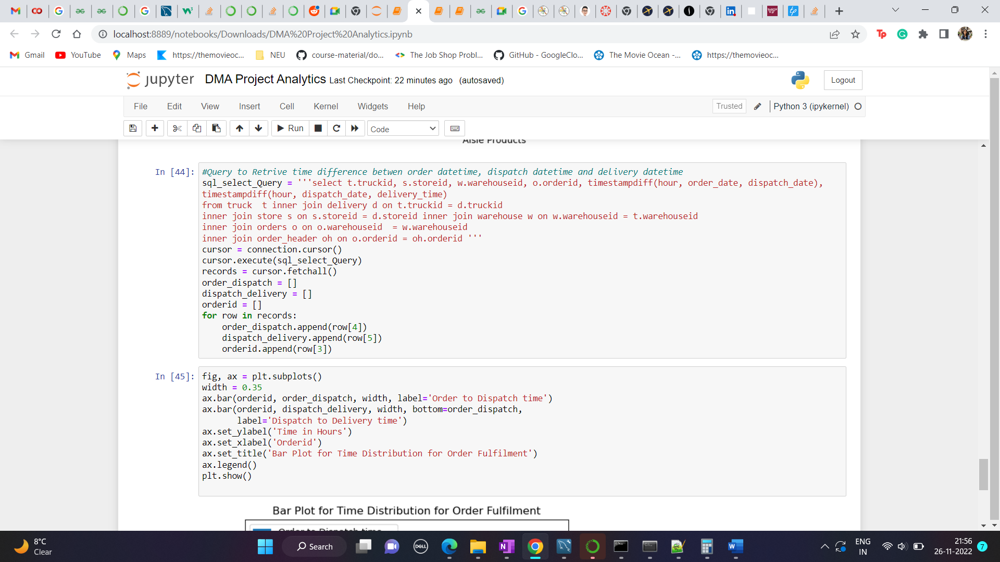 localhost:8889/notebooks/Downloads/DMA%20Project%20Analytics.ipynb
Gmail YouTube Maps https://themovieoc... NEU course-material/do... The Job Shop Probl... GitHub - GoogleClo... The Movie Ocean -... https://themovieoc...
jupyter DMA Project Analytics Last Checkpoint: 22 minutes ago (autosaved) Logout
File Edit View Insert Cell Kernel Widgets Help Trusted Python 3 (ipykernel)
Run Code
Aisle Products
In [44]: #Query to Retrive time difference betwen order datetime, dispatch datetime and delivery datetime
sql_select_Query = '''select t.truckid, s.storeid, w.warehouseid, o.orderid, timestampdiff(hour, order_date, dispatch_date),
timestampdiff(hour, dispatch_date, delivery_time)
from truck  t inner join delivery d on t.truckid = d.truckid
inner join store s on s.storeid = d.storeid inner join warehouse w on w.warehouseid = t.warehouseid
inner join orders o on o.warehouseid  = w.warehouseid
inner join order_header oh on o.orderid = oh.orderid '''
cursor = connection.cursor()
cursor.execute(sql_select_Query)
records = cursor.fetchall()
order_dispatch = []
dispatch_delivery = []
orderid = []
for row in records:
    order_dispatch.append(row[4])
    dispatch_delivery.append(row[5])
    orderid.append(row[3])
In [45]: fig, ax = plt.subplots()
width = 0.35
ax.bar(orderid, order_dispatch, width, label='Order to Dispatch time')
ax.bar(orderid, dispatch_delivery, width, bottom=order_dispatch,
       label='Dispatch to Delivery time')
ax.set_ylabel('Time in Hours')
ax.set_xlabel('Orderid')
ax.set_title('Bar Plot for Time Distribution for Order Fulfilment')
ax.legend()
plt.show()
Bar Plot for Time Distribution for Order Fulfilment
Order to Dispatch time
8°C
Clear
Search
DELL
ENG
IN
21:56
26-11-2022
7